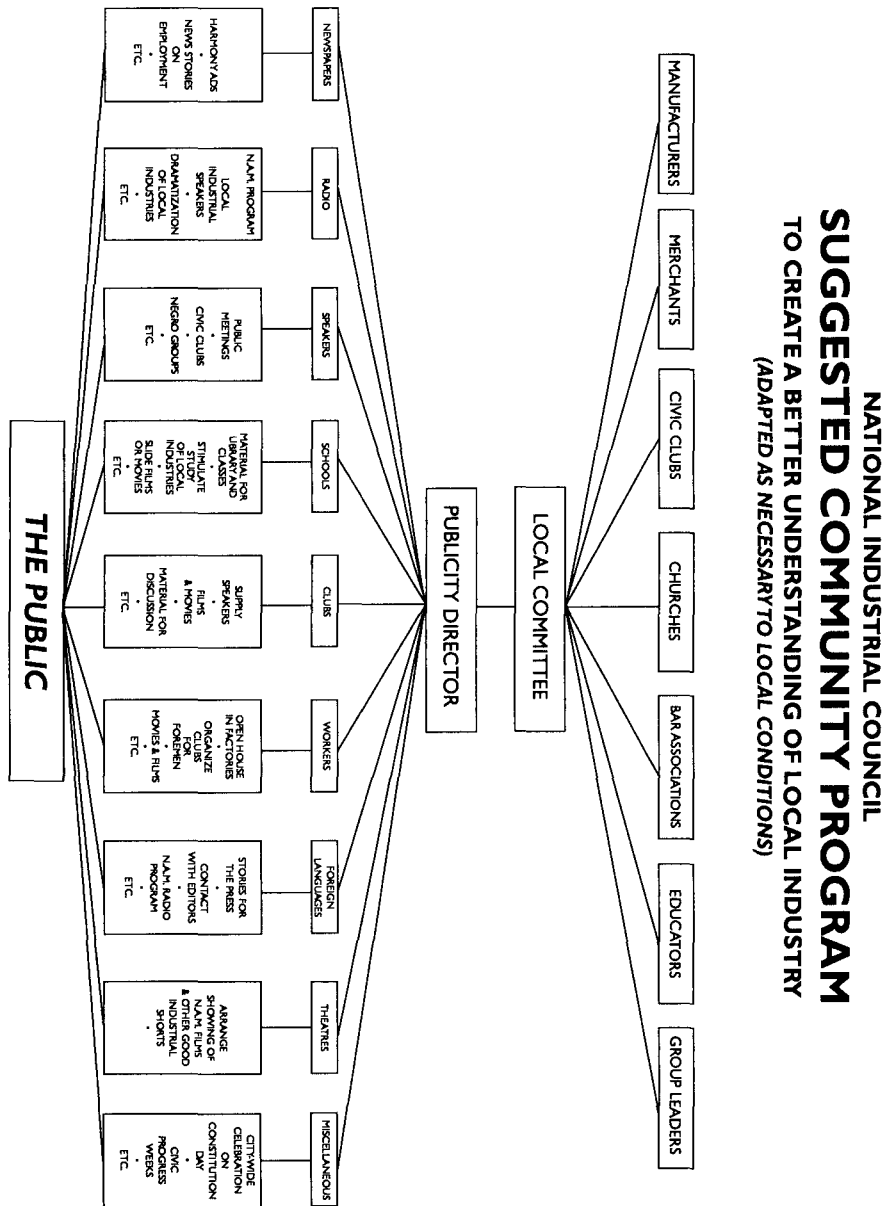 NATIONAL INDUSTRIAL COUNCIL
SUGGESTED COMMUNITY PROGRAM
TO CREATE A BETTER UNDERSTANDING OF LOCAL INDUSTRY
(ADAPTED AS NECESSARY TO LOCAL CONDITIONS)
MANUFACTURERS
MERCHANTS
CIVIC CLUBS
CHURCHES
BAR ASSOCIATIONS
EDUCATORS
GROUP LEADERS
LOCAL COMMITTEE
PUBLICITY DIRECTOR
NEWSPAPERS
HARMONY ADS
•
NEWS STORIES
ON
EMPLOYMENT
•
ETC.
RADIO
N.A.M. PROGRAM
•
LOCAL
INDUSTRIAL
SPEAKERS
•
DRAMATIZATION
OF LOCAL
INDUSTRIES
•
ETC.
SPEAKERS
PUBLIC
MEETINGS
•
CIVIC CLUBS
•
NEGRO GROUPS
•
ETC.
SCHOOLS
MATERIAL FOR
LIBRARY AND
CLASSES
•
STIMULATE
STUDY
OF LOCAL
INDUSTRIES
•
SLIDE FILMS
OR MOVIES
•
ETC.
CLUBS
SUPPLY
SPEAKERS
•
FILMS
& MOVIES
•
MATERIAL FOR
DISCUSSION
•
ETC.
WORKERS
OPEN HOUSE
IN FACTORIES
•
ORGANIZE
CLUBS
FOR
FOREMEN
•
MOVIES & FILMS
•
ETC.
FOREIGN
LANGUAGES
STORIES FOR
THE PRESS
•
CONTACT
WITH EDITORS
•
N.A.M. RADIO
PROGRAM
•
ETC.
THEATRES
ARRANGE
SHOWING OF
N.A.M. FILMS
& OTHER GOOD
INDUSTRIAL
SHORTS
•
MISCELLANEOUS
CITY-WIDE
CELEBRATION
ON
CONSTITUTION
DAY
•
CIVIC
PROGRESS
WEEKS
•
ETC.
THE PUBLIC